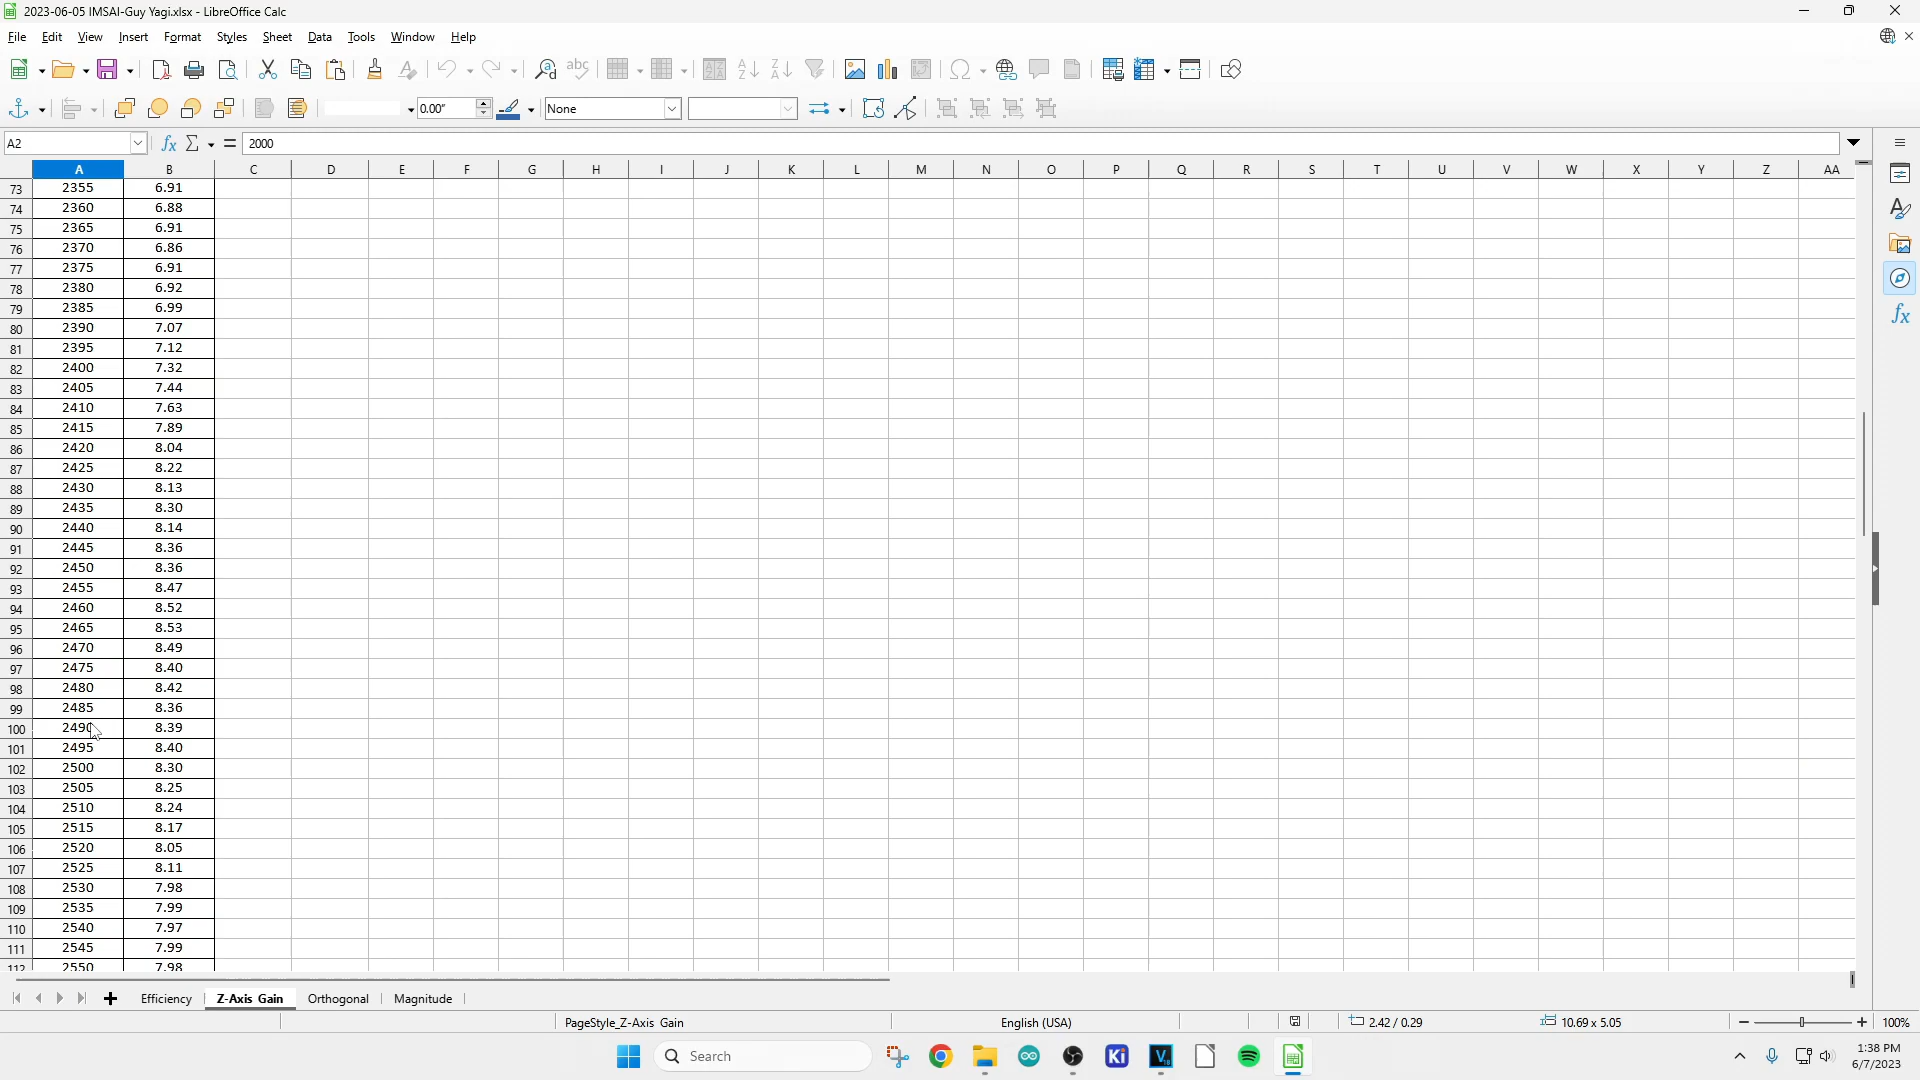 2023-06-05 IMSAI-Guy Yagi.xlsx - LibreOffice Calc
File Edit View Insert Format Styles Sheet Data Tools Window Help
0.00" None
A2 2000
A B C D E F G H I J K L M N O P Q R S T U V W X Y Z AA
73 2355 6.91
74 2360 6.88
75 2365 6.91
76 2370 6.86
77 2375 6.91
78 2380 6.92
79 2385 6.99
80 2390 7.07
81 2395 7.12
82 2400 7.32
83 2405 7.44
84 2410 7.63
85 2415 7.89
86 2420 8.04
87 2425 8.22
88 2430 8.13
89 2435 8.30
90 2440 8.14
91 2445 8.36
92 2450 8.36
93 2455 8.47
94 2460 8.52
95 2465 8.53
96 2470 8.49
97 2475 8.40
98 2480 8.42
99 2485 8.36
100 2490 8.39
101 2495 8.40
102 2500 8.30
103 2505 8.25
104 2510 8.24
105 2515 8.17
106 2520 8.05
107 2525 8.11
108 2530 7.98
109 2535 7.99
110 2540 7.97
111 2545 7.99
112 2550 7.98
Efficiency Z-Axis Gain Orthogonal Magnitude
PageStyle_Z-Axis Gain English (USA) 2.42 / 0.29 10.69 x 5.05 100%
Search 1:38 PM
6/7/2023